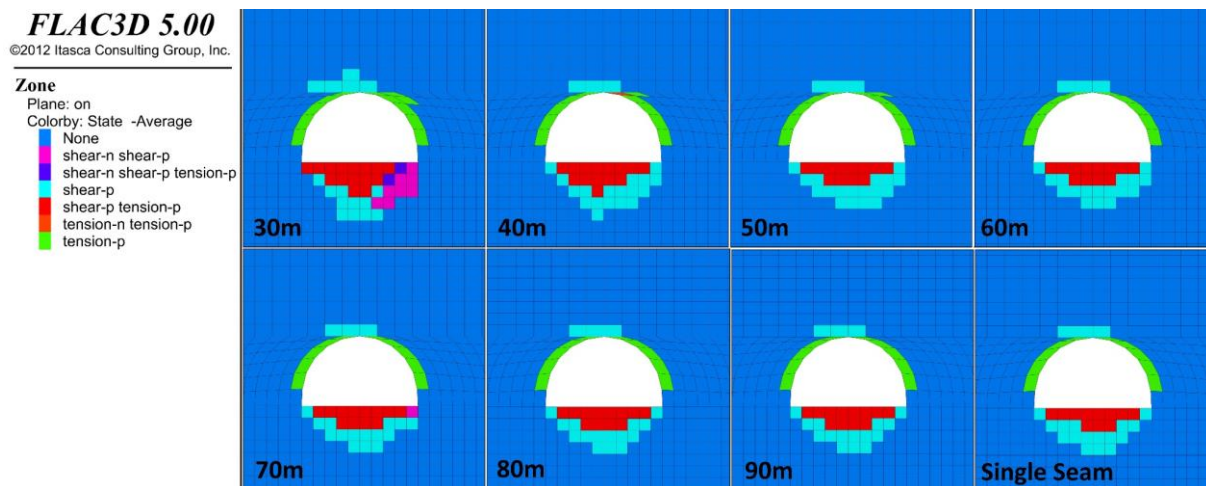 FLAC3D 5.00
©2012 Itasca Consulting Group, Inc.
Zone
Plane: on
Colorby: State -Average
None
shear-n shear-p
shear-n shear-p tension-p
shear-p
shear-p tension-p
tension-n tension-p
tension-p
30m
40m
50m
60m
70m
80m
90m
Single Seam